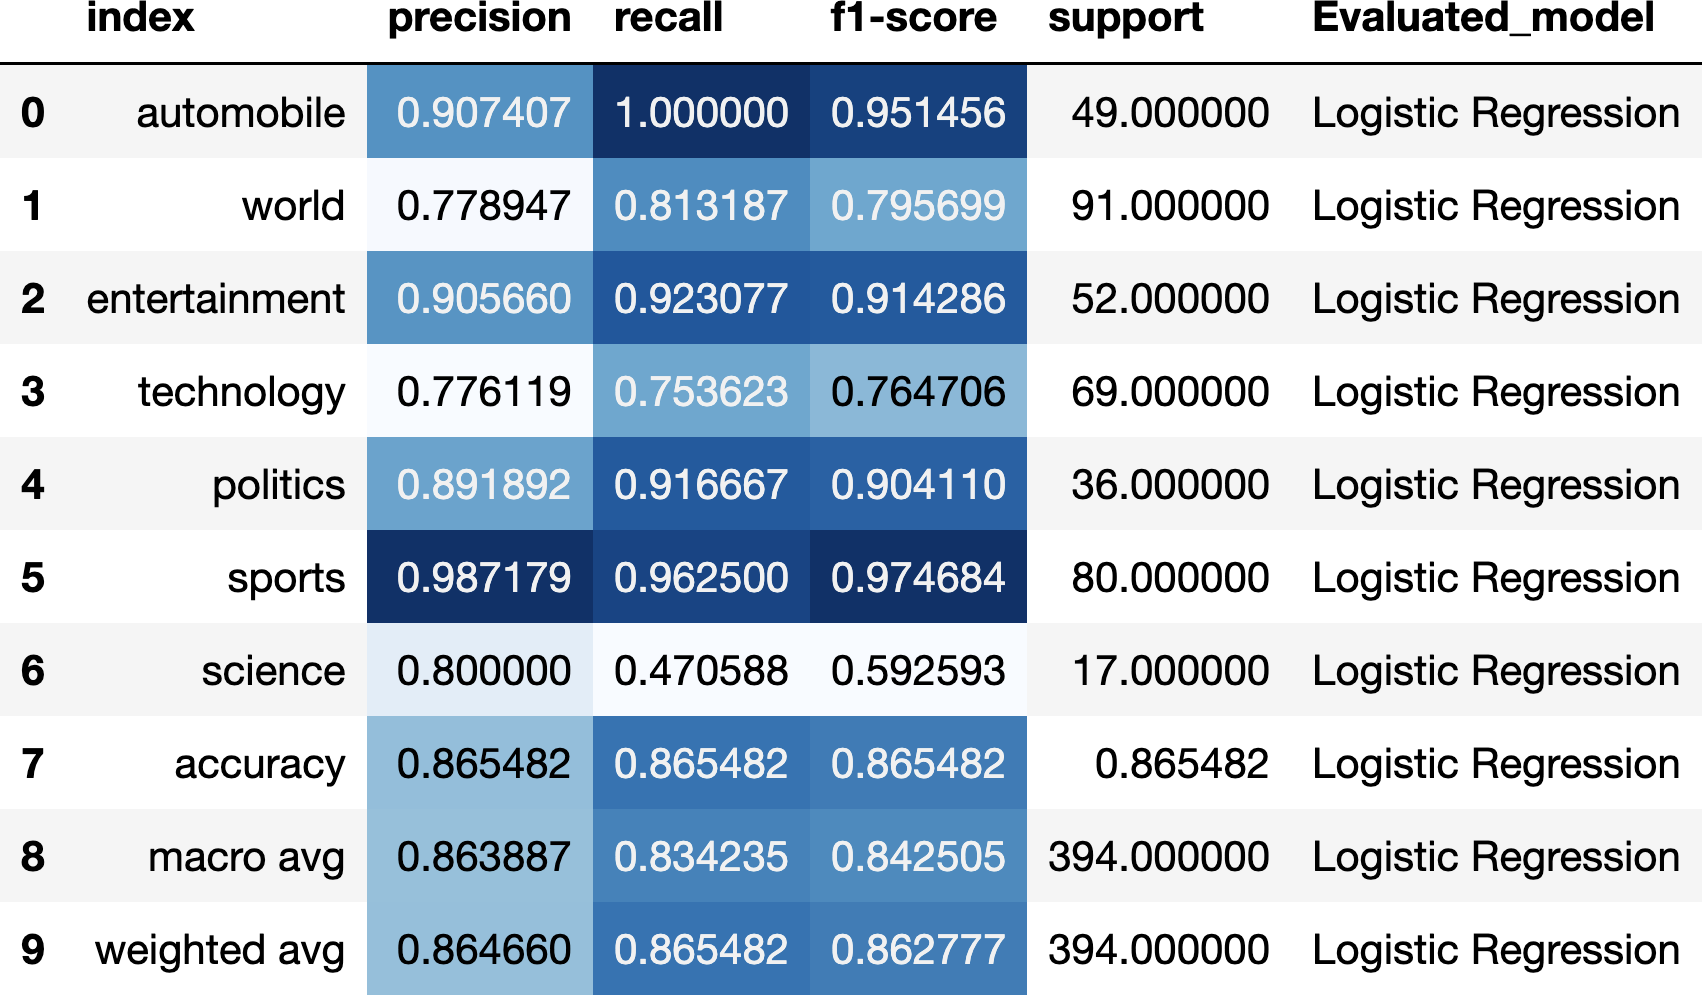 index precision recall f1-score support Evaluated_model
0 automobile 0.907407 1.000000 0.951456 49.000000 Logistic Regression
1 world 0.778947 0.813187 0.795699 91.000000 Logistic Regression
2 entertainment 0.905660 0.923077 0.914286 52.000000 Logistic Regression
3 technology 0.776119 0.753623 0.764706 69.000000 Logistic Regression
4 politics 0.891892 0.916667 0.904110 36.000000 Logistic Regression
5 sports 0.987179 0.962500 0.974684 80.000000 Logistic Regression
6 science 0.800000 0.470588 0.592593 17.000000 Logistic Regression
7 accuracy 0.865482 0.865482 0.865482 0.865482 Logistic Regression
8 macro avg 0.863887 0.834235 0.842505 394.000000 Logistic Regression
9 weighted avg 0.864660 0.865482 0.862777 394.000000 Logistic Regression